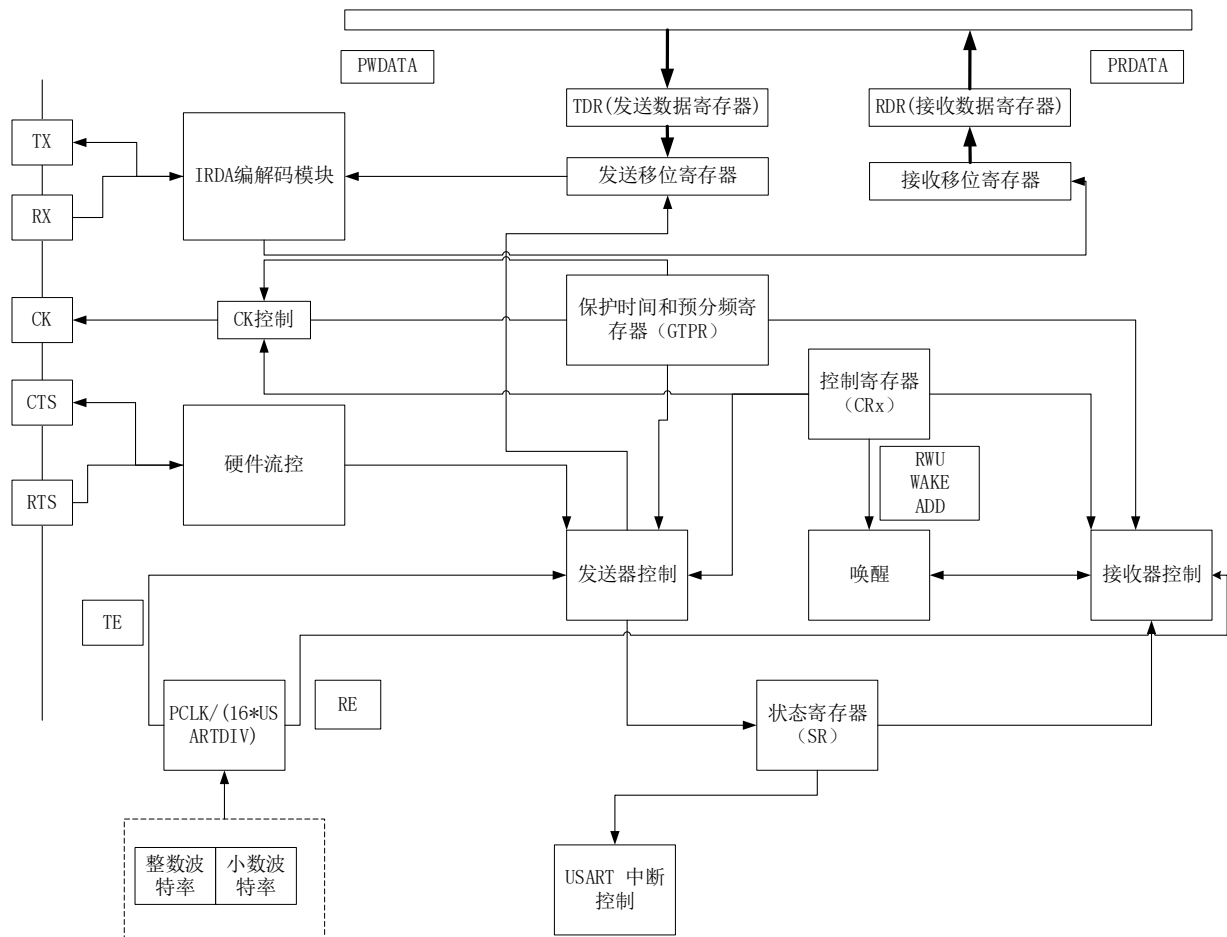 PWDATA
PRDATA
TDR(发送数据寄存器)
RDR(接收数据寄存器)
TX
IRDA编解码模块
发送移位寄存器
接收移位寄存器
RX
CK
CK控制
保护时间和预分频寄
存器（GTPR）
控制寄存器
（CRx）
CTS
硬件流控
RWU
WAKE
ADD
RTS
发送器控制
唤醒
接收器控制
TE
RE
PCLK/(16*US
ARTDIV)
状态寄存器
（SR）
整数波
特率
小数波
特率
USART 中断
控制